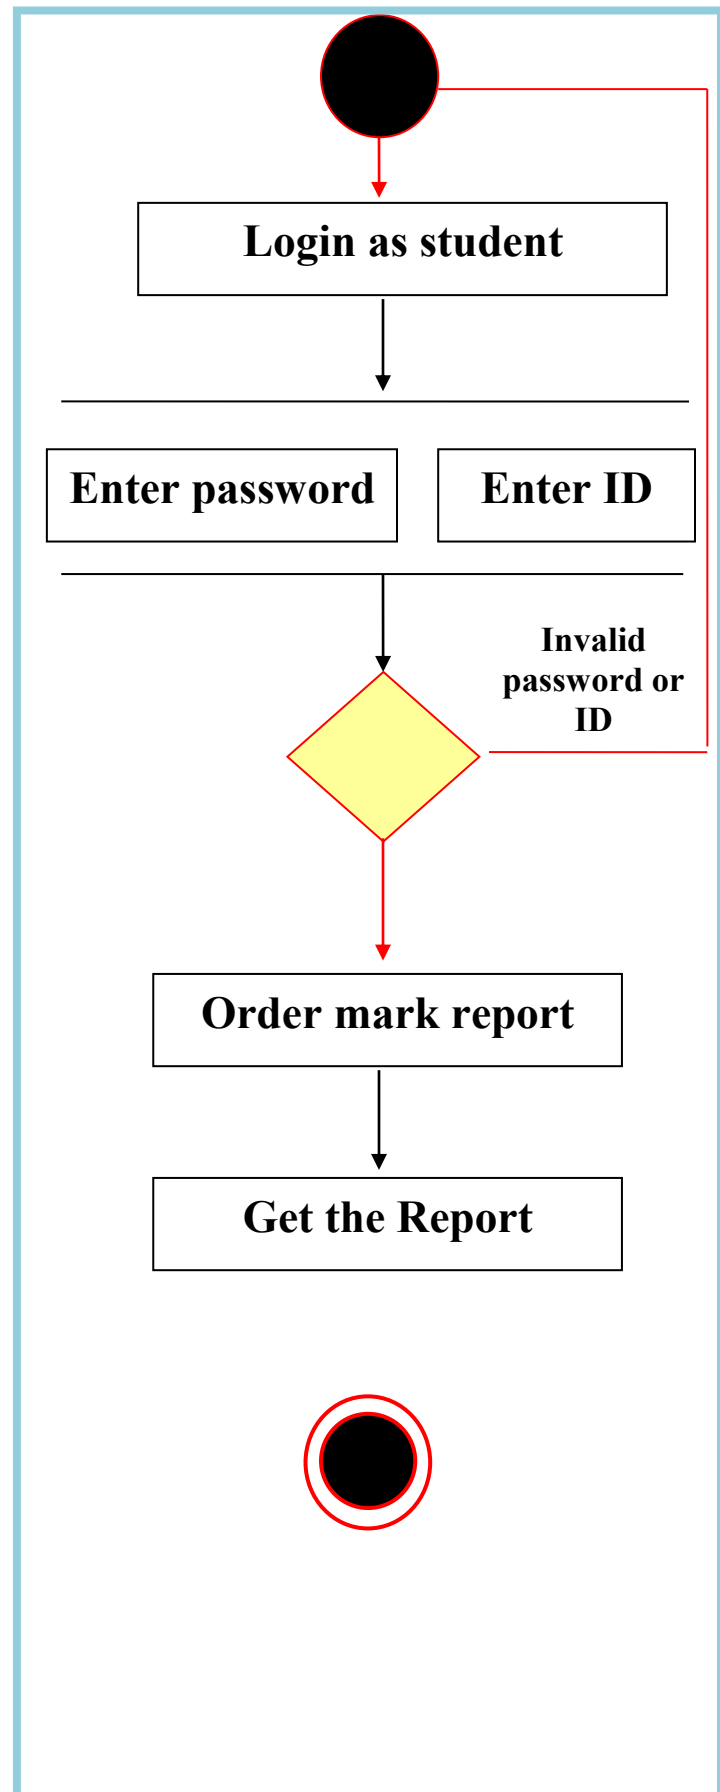 Login as student
Enter password
Enter ID
Invalid
password or
ID
Order mark report
Get the Report